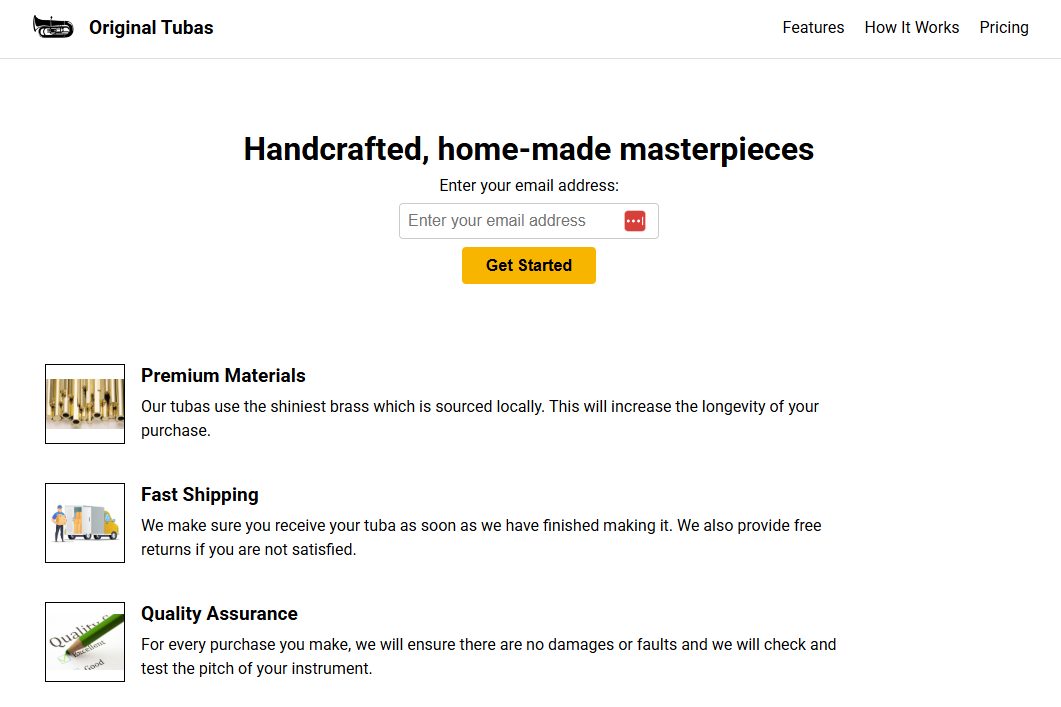 Original Tubas
Features
How It Works
Pricing
Handcrafted, home-made masterpieces
Enter your email address:
Enter your email address
Get Started
Premium Materials
Our tubas use the shiniest brass which is sourced locally. This will increase the longevity of your
purchase.
Fast Shipping
We make sure you receive your tuba as soon as we have finished making it. We also provide free
returns if you are not satisfied.
Quality
Excellent
Good
Quality Assurance
For every purchase you make, we will ensure there are no damages or faults and we will check and
test the pitch of your instrument.